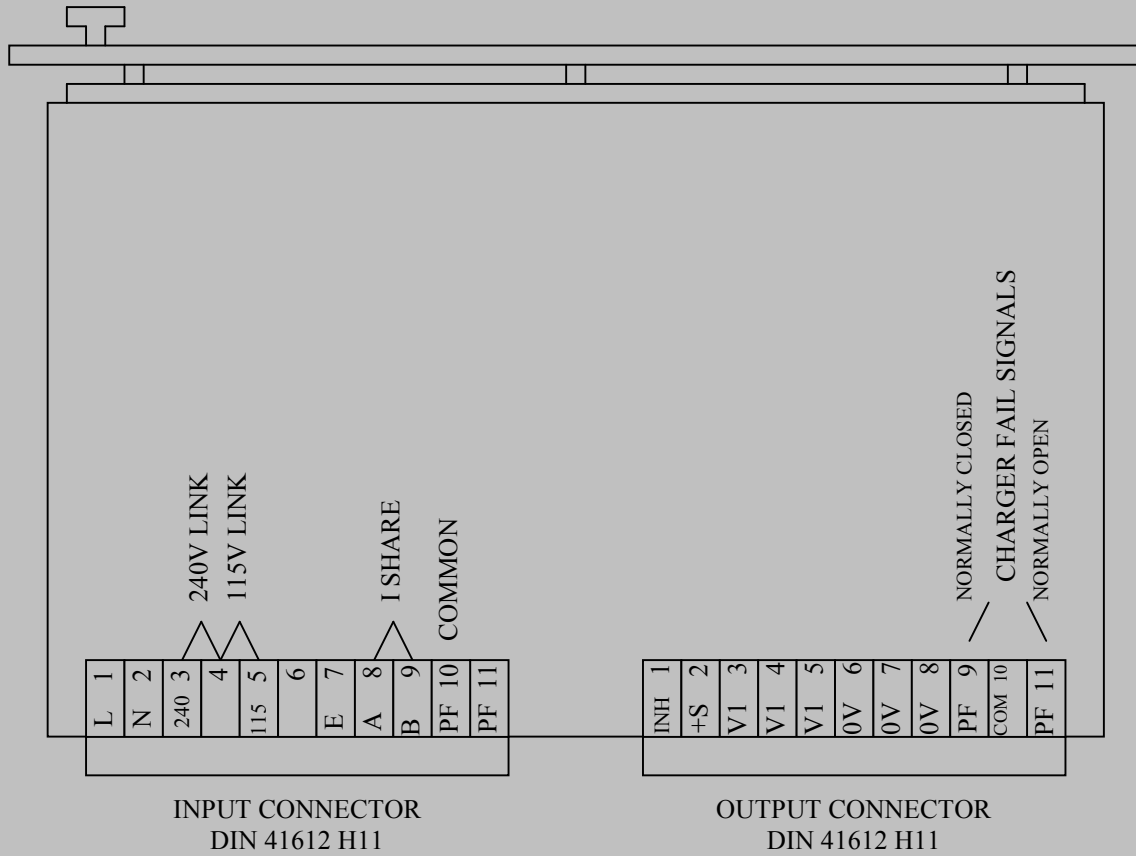 240V LINK
115V LINK
I SHARE
COMMON
NORMALLY CLOSED
CHARGER FAIL SIGNALS
NORMALLY OPEN
L 1
N 2
240 3
4
115 5
6
E 7
A 8
B 9
PF 10
PF 11
INH 1
+S 2
V1 3
V1 4
V1 5
0V 6
0V 7
0V 8
PF 9
COM 10
PF 11
INPUT CONNECTOR
DIN 41612 H11
OUTPUT CONNECTOR
DIN 41612 H11